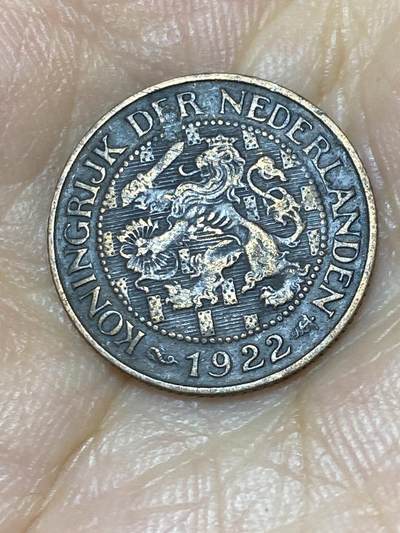 KONINGRIJK DER NEDERLANDEN
1922